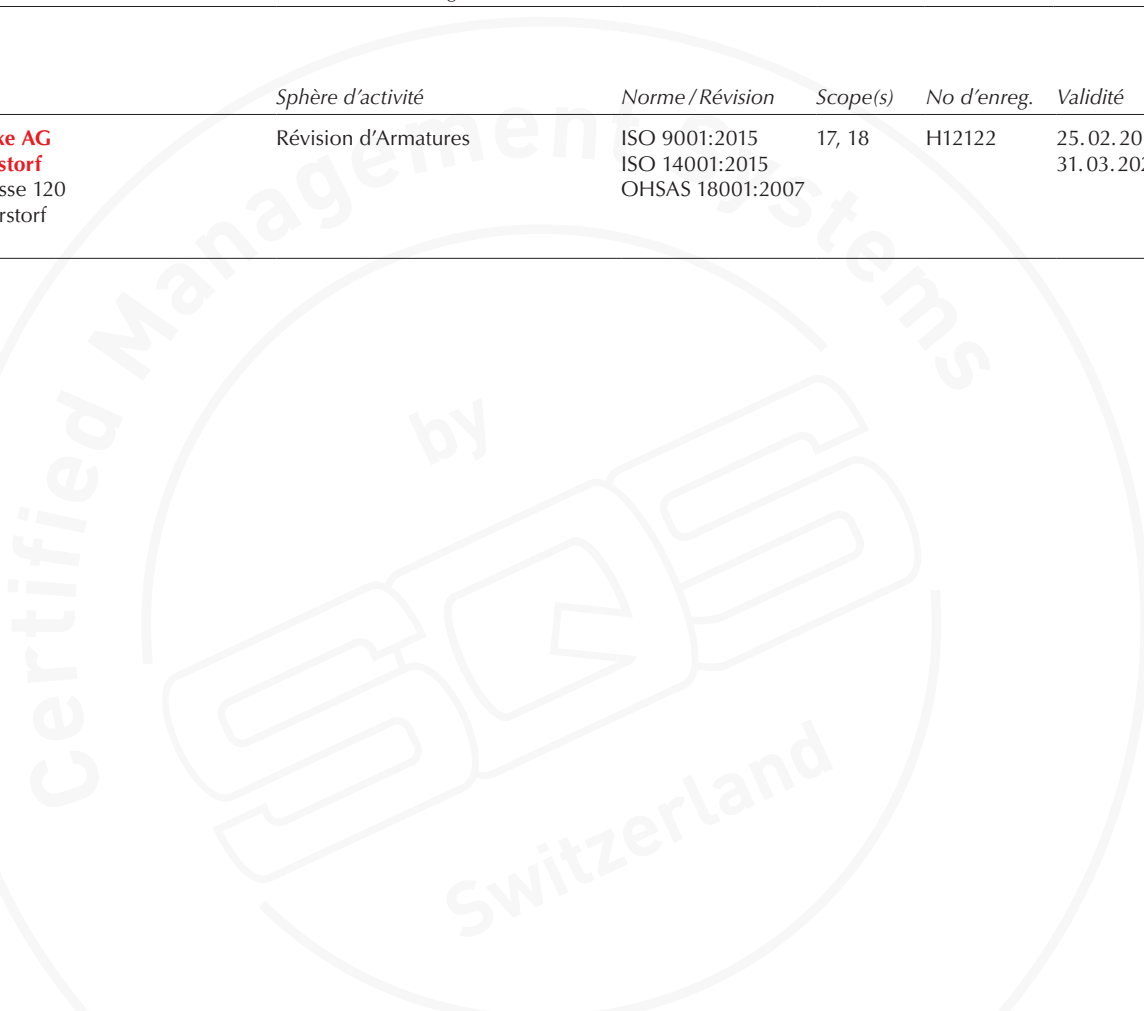 Sphère d'activité Norme / Révision Scope(s) No d'enreg. Validité
ke AG Révision d'Armatures ISO 9001:2015 17, 18 H12122 25.02.20
storf ISO 14001:2015 31.03.202
sse 120 OHSAS 18001:2007
rstorf
Certified Management Systems
by
SQS
Switzerland